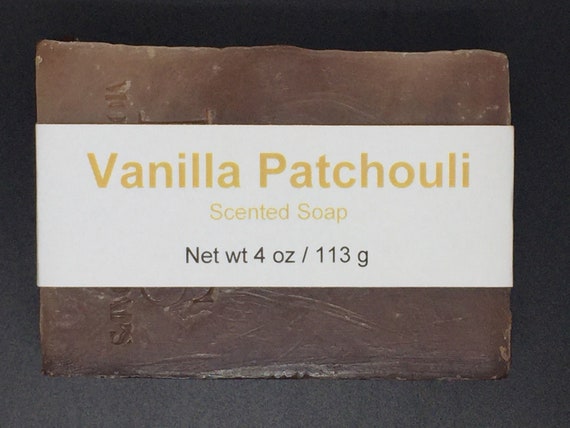 Vanilla Patchouli
Scented Soap
Net wt 4 oz / 113 g